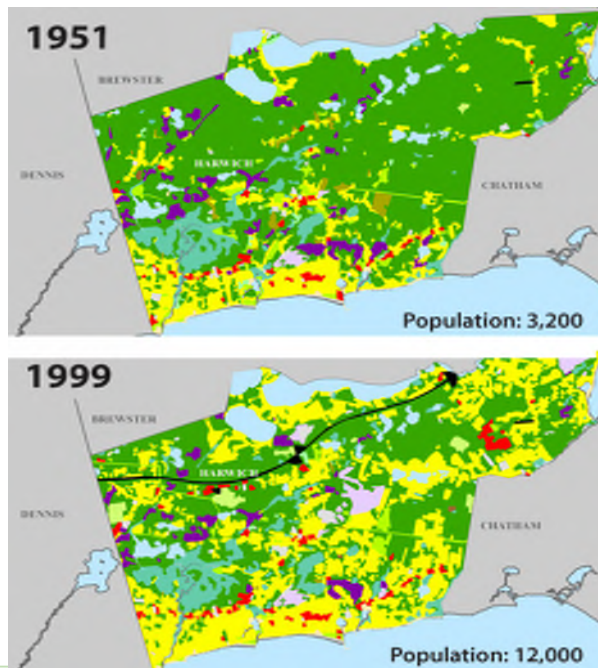 1951
BREWSTER
HARWICH
DENNIS
CHATHAM
Population: 3,200
1999
BREWSTER
HARWICH
DENNIS
CHATHAM
Population: 12,000